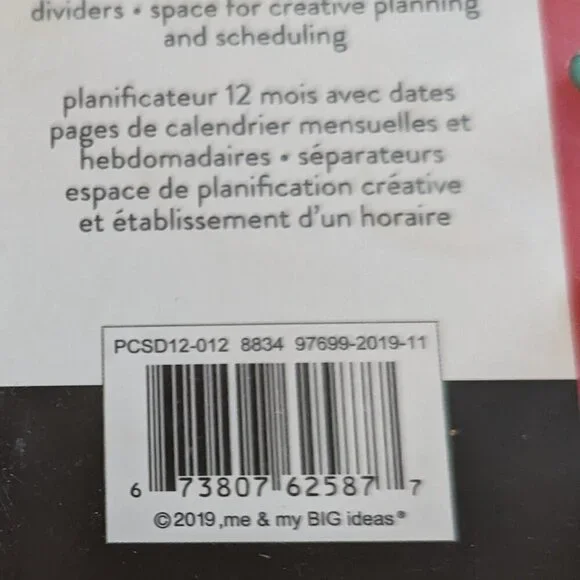 dividers • space for creative planning
and scheduling
planificateur 12 mois avec dates
pages de calendrier mensuelles et
hebdomadaires • séparateurs
espace de planification créative
et établissement d'un horaire
PCSD12-012 8834 97699-2019-11
6 73807 62587 7
©2019 ,me & my BIG ideas®